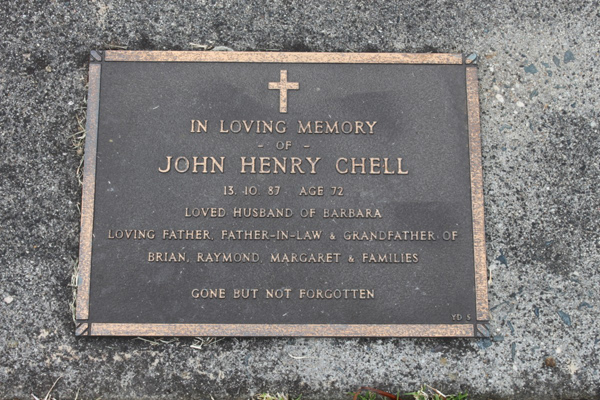 IN LOVING MEMORY
- OF -
JOHN HENRY CHELL
13. 10. 87 AGE 72
LOVED HUSBAND OF BARBARA
LOVING FATHER, FATHER-IN-LAW & GRANDFATHER OF
BRIAN, RAYMOND, MARGARET & FAMILIES
GONE BUT NOT FORGOTTEN
YD S